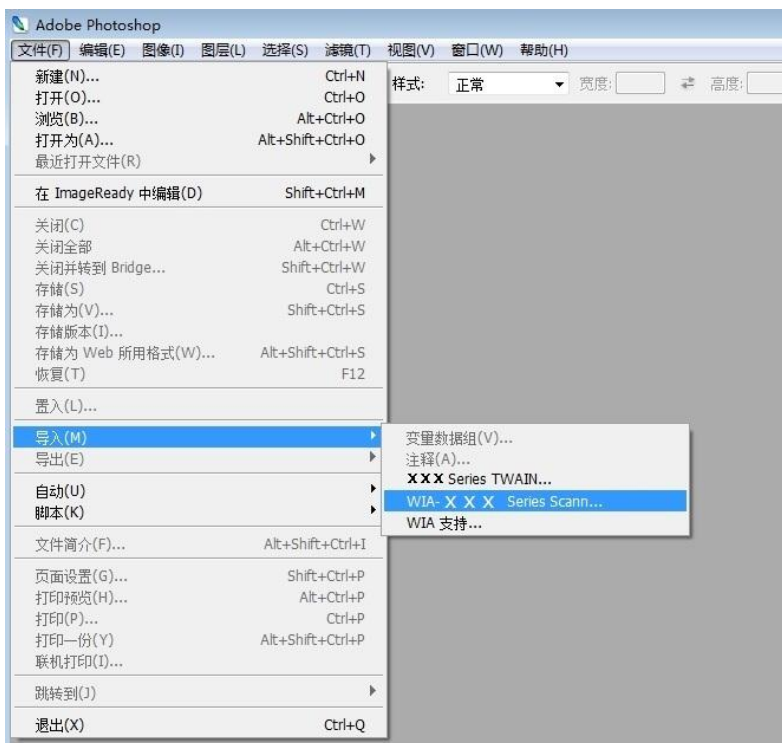 Adobe Photoshop
文件(F) 编辑(E) 图像(I) 图层(L) 选择(S) 滤镜(T) 视图(V) 窗口(W) 帮助(H)
样式: 正常 宽度: 高度:
新建(N)... Ctrl+N
打开(O)... Ctrl+O
浏览(B)... Alt+Ctrl+O
打开为(A)... Alt+Shift+Ctrl+O
最近打开文件(R)
在 ImageReady 中编辑(D) Shift+Ctrl+M
关闭(C) Ctrl+W
关闭全部 Alt+Ctrl+W
关闭并转到 Bridge... Shift+Ctrl+W
存储(S) Ctrl+S
存储为(V)... Shift+Ctrl+S
存储版本(I)...
存储为 Web 所用格式(W)... Alt+Shift+Ctrl+S
恢复(T) F12
置入(L)...
导入(M)
导出(E)
变量数据组(V)...
注释(A)...
XXX Series TWAIN...
WIA- X X X Series Scann...
WIA 支持...
自动(U)
脚本(K)
文件简介(F)... Alt+Shift+Ctrl+I
页面设置(G)... Shift+Ctrl+P
打印预览(H)... Alt+Ctrl+P
打印(P)... Ctrl+P
打印一份(Y) Alt+Shift+Ctrl+P
联机打印(I)...
跳转到(J)
退出(X) Ctrl+Q